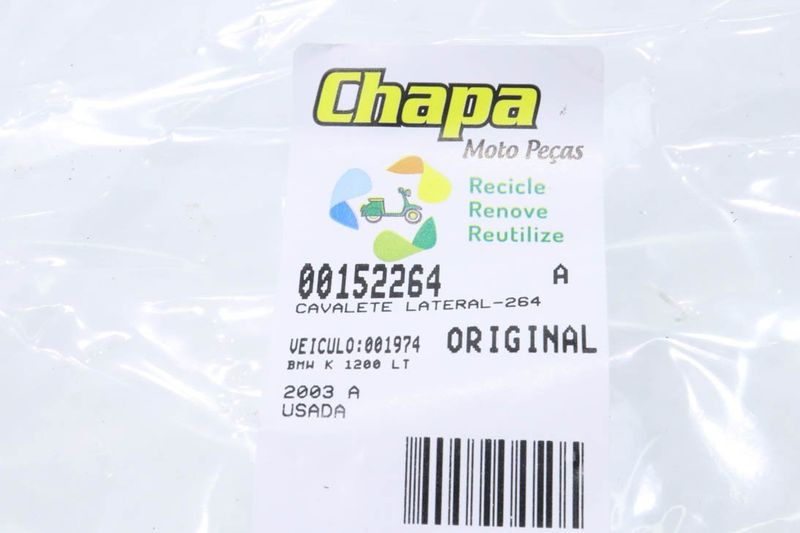 Chapa
Moto Peças
Recicle
Renove
Reutilize
00152264 A
CAVALETE LATERAL-264
VEICULO:001974 ORIGINAL
BMW K 1200 LT
2003 A
USADA